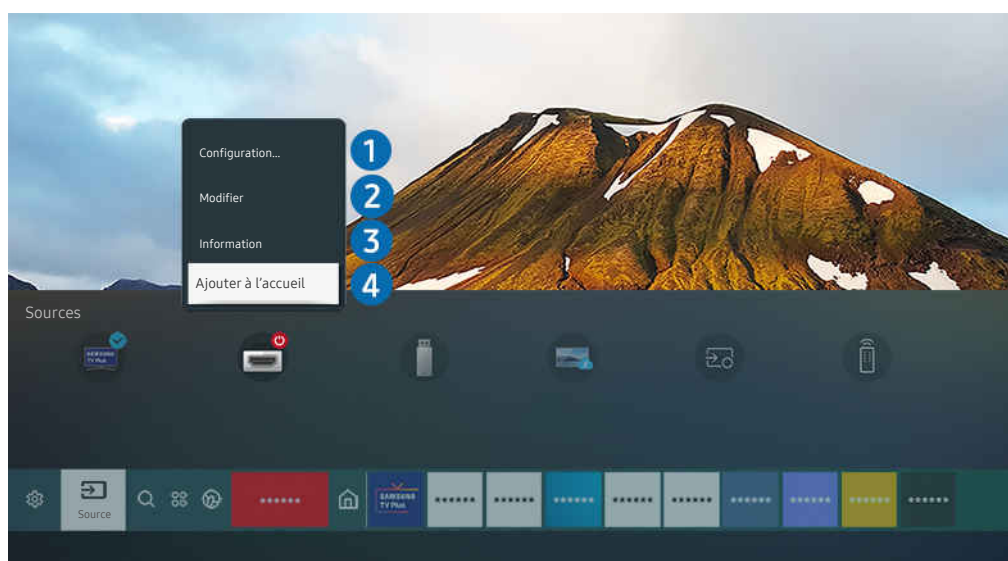 Configuration...
1
Modifier
2
Information
3
Ajouter à l'accueil
4
Sources
SAMSUNG
TV Plus
Source
••••••
SAMSUNG
TV Plus
••••••
••••••
••••••
••••••
••••••
••••••
••••••
••••••
••••••